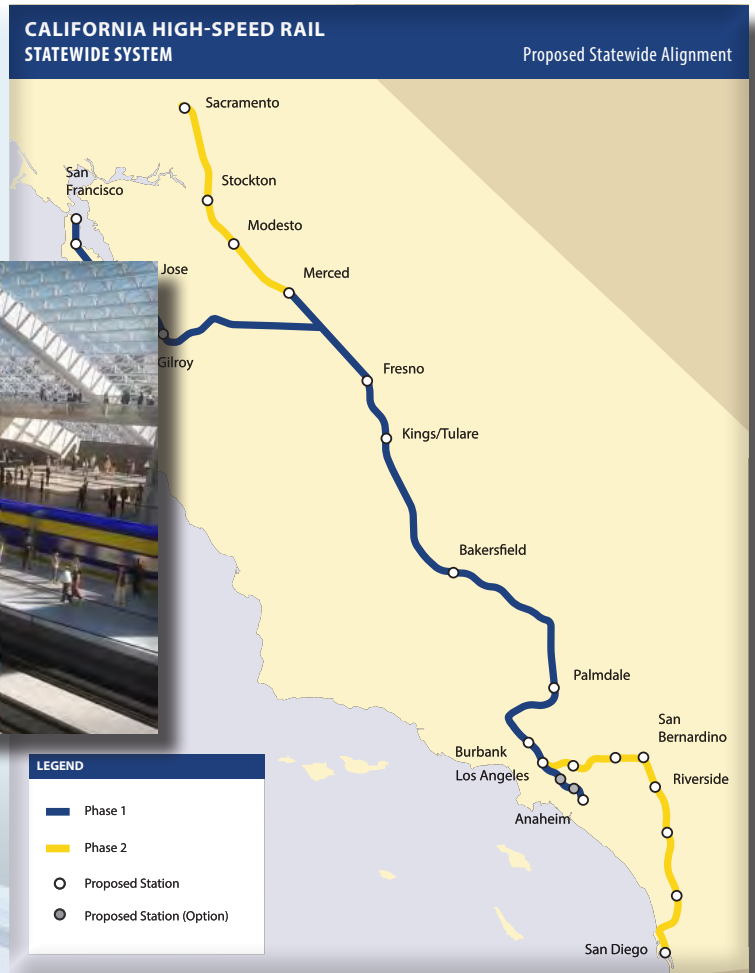 CALIFORNIA HIGH-SPEED RAIL
STATEWIDE SYSTEM
Proposed Statewide Alignment
Sacramento
San
Francisco
Stockton
Modesto
Jose
Merced
Gilroy
Fresno
Kings/Tulare
Bakersfield
Palmdale
San
Bernardino
Burbank
Los Angeles
Riverside
Anaheim
San Diego
LEGEND
Phase 1
Phase 2
Proposed Station
Proposed Station (Option)